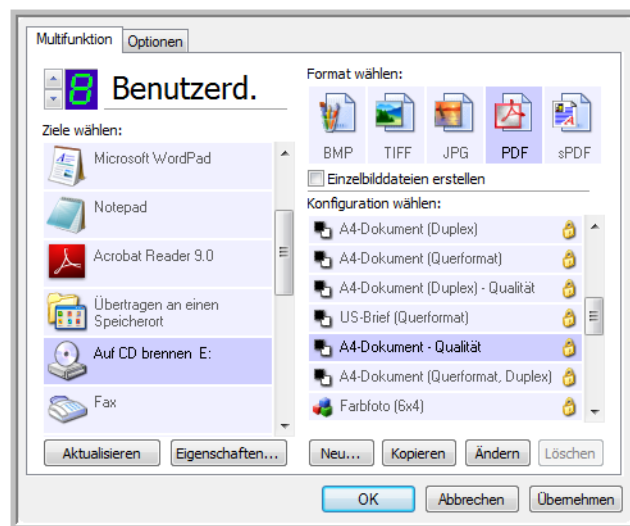 Multifunktion
Optionen
8 Benutzerd.
Ziele wählen:
Microsoft WordPad
Notepad
Acrobat Reader 9.0
Übertragen an einen
Speicherort
Auf CD brennen E:
Fax
Aktualisieren
Eigenschaften...
Format wählen:
BMP
TIFF
JPG
PDF
sPDF
Einzelbilddateien erstellen
Konfiguration wählen:
A4-Dokument (Duplex)
A4-Dokument (Querformat)
A4-Dokument (Duplex) - Qualität
US-Brief (Querformat)
A4-Dokument - Qualität
A4-Dokument (Querformat, Duplex)
Farbfoto (6x4)
Neu...
Kopieren
Ändern
Löschen
OK
Abbrechen
Übernehmen